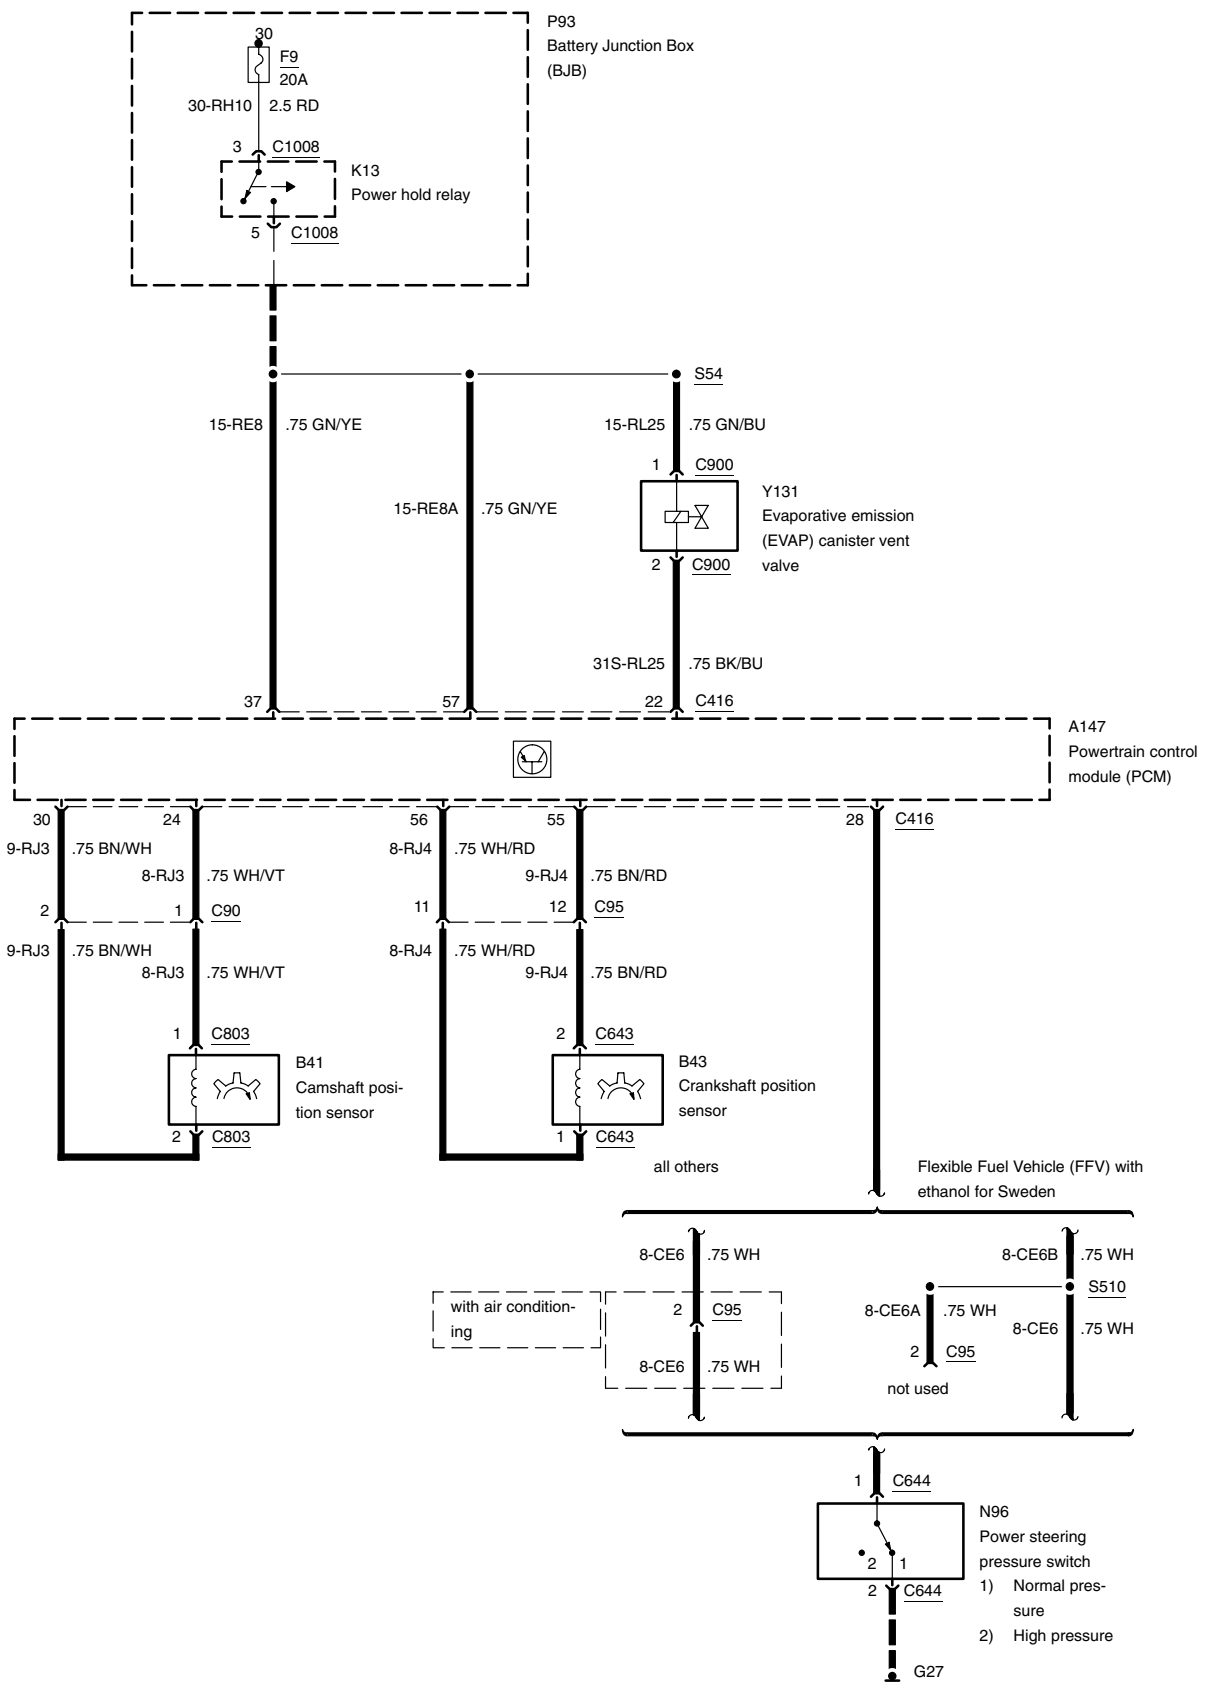 P93
Battery Junction Box
(BJB)
30
F9
20A
30-RH10 2.5 RD
3 C1008
K13
Power hold relay
5 C1008
S54
15-RE8 .75 GN/YE
15-RL25 .75 GN/BU
1 C900
Y131
Evaporative emission
(EVAP) canister vent
valve
15-RE8A .75 GN/YE
2 C900
31S-RL25 .75 BK/BU
37 57 22 C416
A147
Powertrain control
module (PCM)
30 24 56 55 28 C416
9-RJ3 .75 BN/WH 8-RJ4 .75 WH/RD
8-RJ3 .75 WH/VT 9-RJ4 .75 BN/RD
2 1 C90 11 12 C95
9-RJ3 .75 BN/WH 8-RJ4 .75 WH/RD
8-RJ3 .75 WH/VT 9-RJ4 .75 BN/RD
1 C803 2 C643
B41
Camshaft posi-
tion sensor
B43
Crankshaft position
sensor
2 C803 1 C643
all others
Flexible Fuel Vehicle (FFV) with
ethanol for Sweden
8-CE6 .75 WH 8-CE6B .75 WH
with air condition-
ing
2 C95
S510
8-CE6A .75 WH
8-CE6 .75 WH
2 C95
8-CE6 .75 WH
not used
1 C644
N96
Power steering
pressure switch
1) Normal pres-
sure
2) High pressure
2 1
2 C644
G27